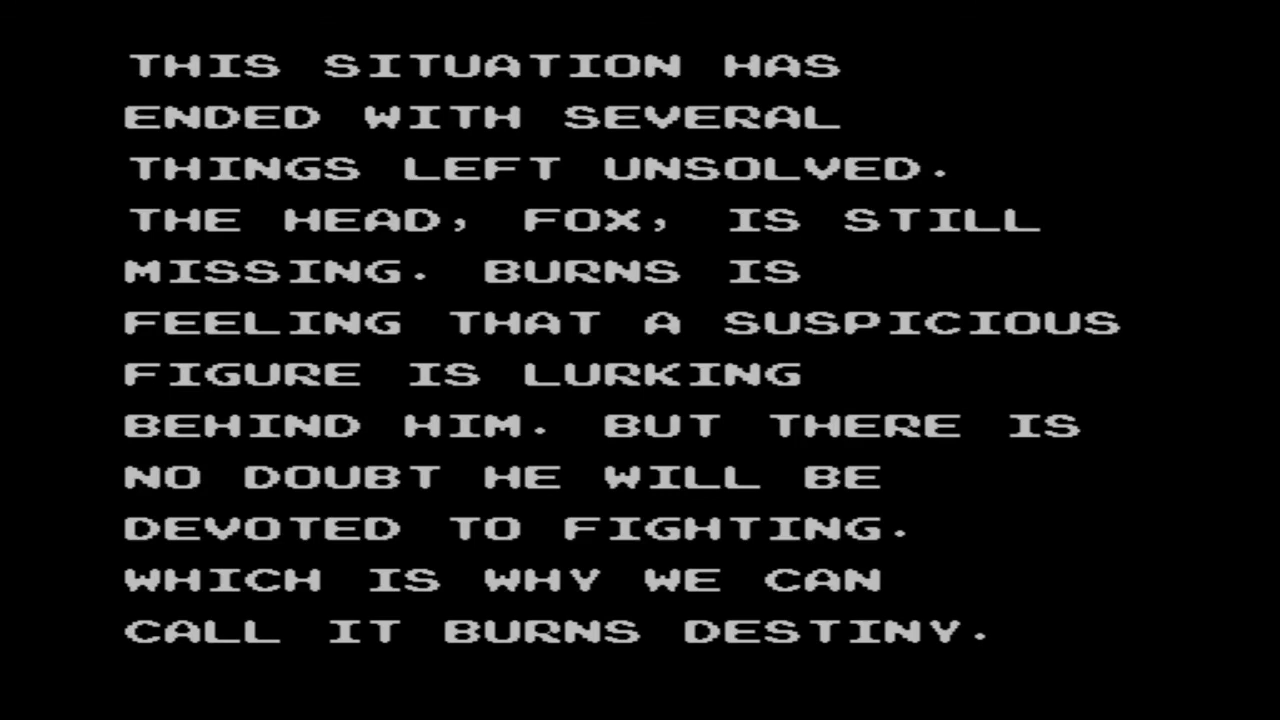 THIS SITUATION HAS
ENDED WITH SEVERAL
THINGS LEFT UNSOLVED.
THE HEAD, FOX, IS STILL
MISSING. BURNS IS
FEELING THAT A SUSPICIOUS
FIGURE IS LURKING
BEHIND HIM. BUT THERE IS
NO DOUBT HE WILL BE
DEVOTED TO FIGHTING.
WHICH IS WHY WE CAN
CALL IT BURNS DESTINY.